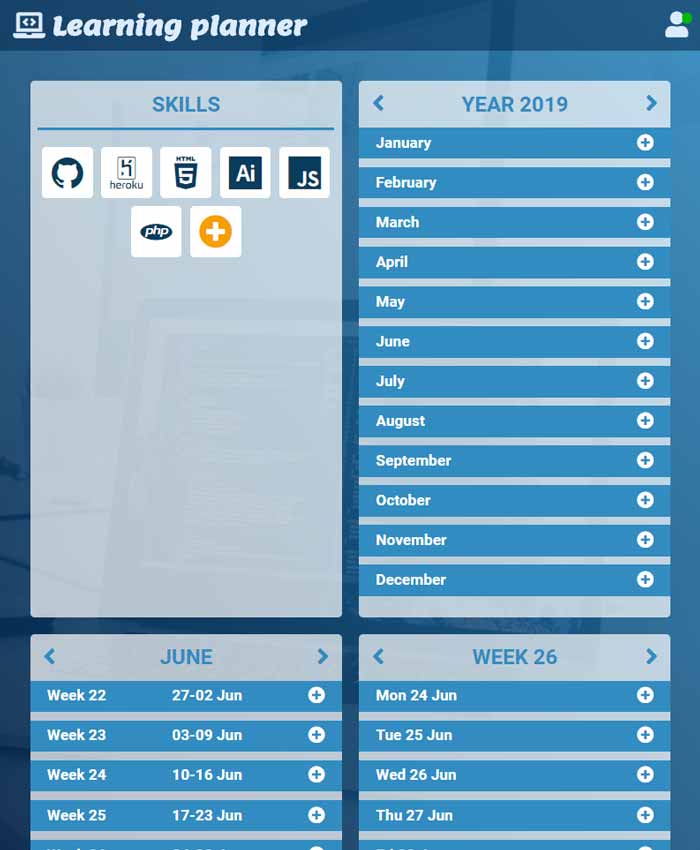 Learning planner
SKILLS
heroku
HTML
5
Ai
JS
php
YEAR 2019
January
February
March
April
May
June
July
August
September
October
November
December
JUNE
Week 22 27-02 Jun
Week 23 03-09 Jun
Week 24 10-16 Jun
Week 25 17-23 Jun
WEEK 26
Mon 24 Jun
Tue 25 Jun
Wed 26 Jun
Thu 27 Jun